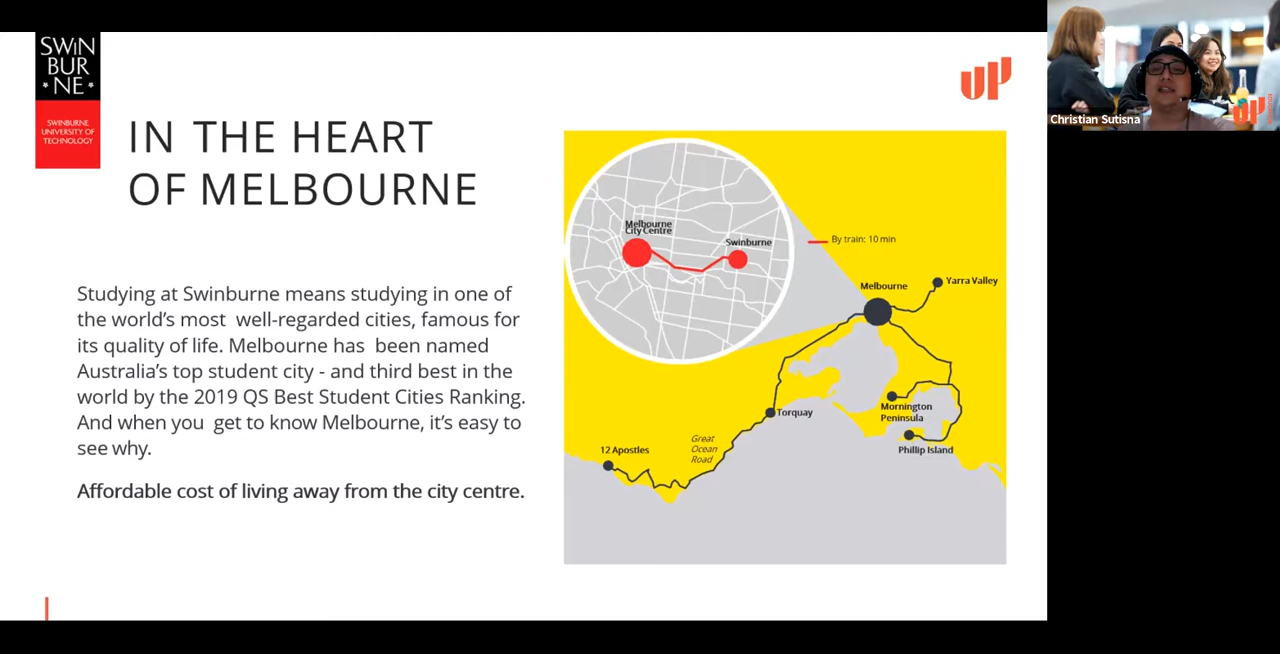 SWIN
BUR
* NE *
SWINBURNE
UNIVERSITY OF
TECHNOLOGY
UP
IN THE HEART
OF MELBOURNE
Studying at Swinburne means studying in one of
the world's most well-regarded cities, famous for
its quality of life. Melbourne has been named
Australia's top student city - and third best in the
world by the 2019 QS Best Student Cities Ranking.
And when you get to know Melbourne, it's easy to
see why.
Affordable cost of living away from the city centre.
Melbourne
City Centre
Swinburne
By train: 10 min
Melbourne
Yarra Valley
Torquay
Mornington
Peninsula
Phillip Island
Great
Ocean
Road
12 Apostles
Christian Sutisna
UP